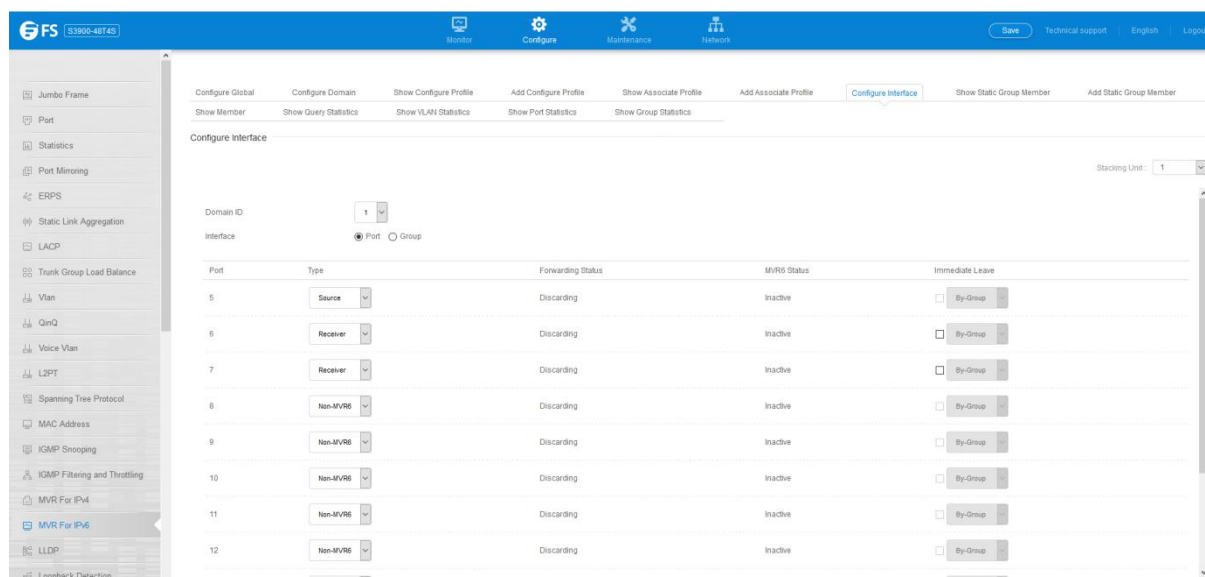 FS S3900-48T4S
Monitor Configure Maintenance Network
Save Technical support English Logou
Jumbo Frame
Port
Statistics
Port Mirroring
ERPS
Static Link Aggregation
LACP
Trunk Group Load Balance
Vlan
QinQ
Voice Vlan
L2PT
Spanning Tree Protocol
MAC Address
IGMP Snooping
IGMP Filtering and Throttling
MVR For IPv4
MVR For IPv6
LLDP
Loopback Detection
Configure Global Configure Domain Show Configure Profile Add Configure Profile Show Associate Profile Add Associate Profile Configure Interface Show Static Group Member Add Static Group Member
Show Member Show Query Statistics Show VLAN Statistics Show Port Statistics Show Group Statistics
Configure Interface
Stacking Unit : 1
Domain ID 1
Interface Port Group
Port Type Forwarding Status MVR6 Status Immediate Leave
5 Source Discarding Inactive By-Group
6 Receiver Discarding Inactive By-Group
7 Receiver Discarding Inactive By-Group
8 Non-MVR6 Discarding Inactive By-Group
9 Non-MVR6 Discarding Inactive By-Group
10 Non-MVR6 Discarding Inactive By-Group
11 Non-MVR6 Discarding Inactive By-Group
12 Non-MVR6 Discarding Inactive By-Group